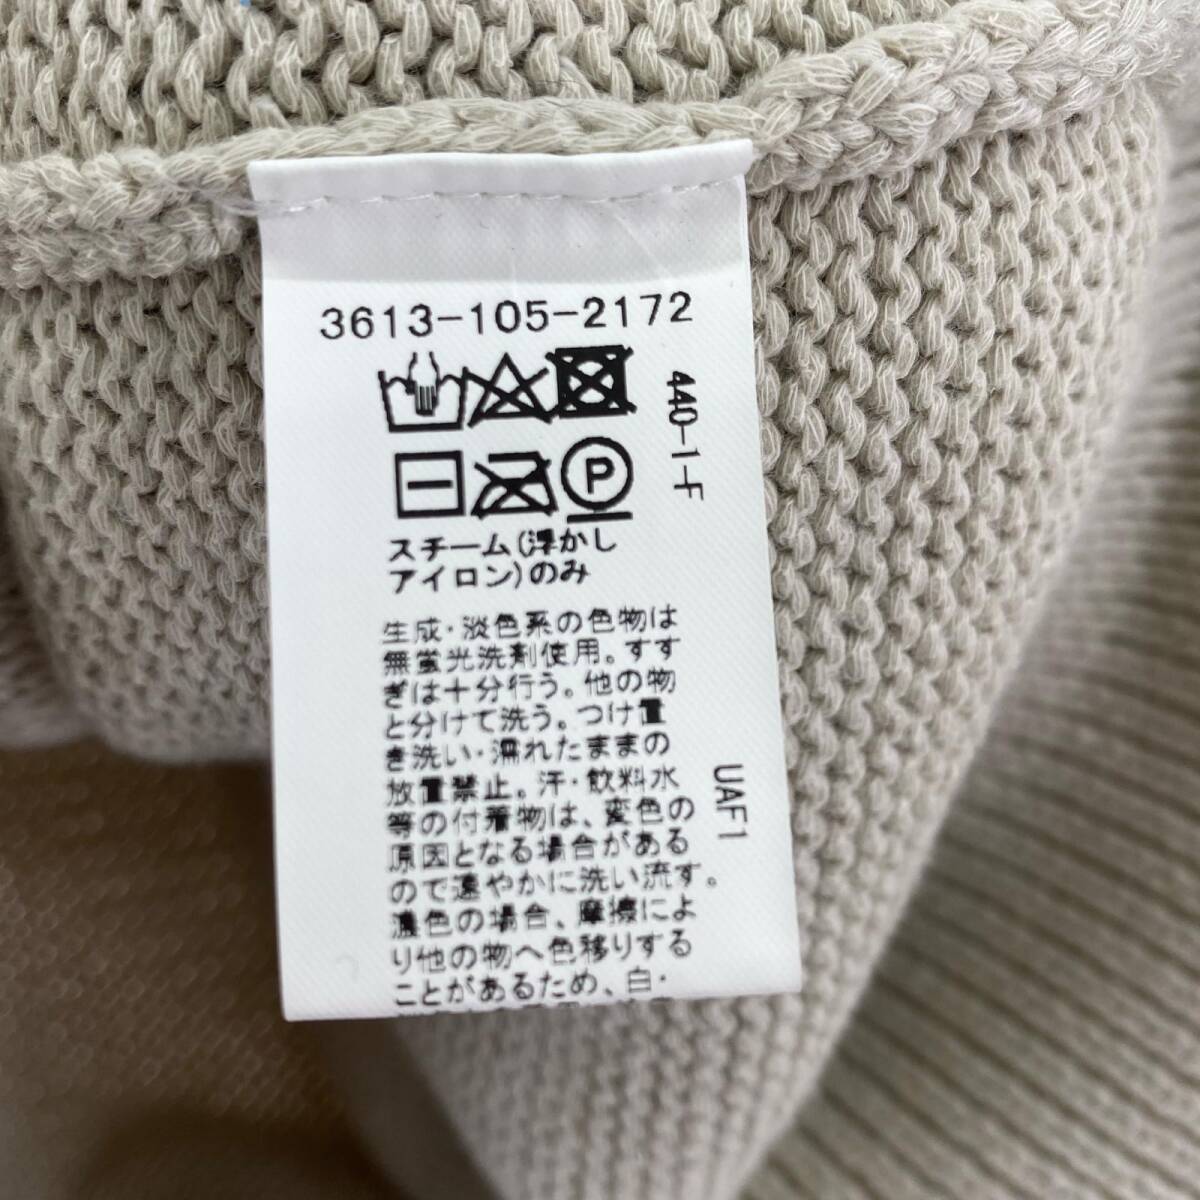 3613-105-2172
440-1-F
P
スチーム(浮かし
アイロン)のみ
生成・淡色系の色物は
無蛍光洗剤使用。すす
ぎは十分行う。他の物
と分けて洗う。つけ置
き洗い・濡れたままの
放置禁止。汗・飲料水
等の付着物は、変色の
原因となる場合がある
ので速やかに洗い流す。
濃色の場合、摩擦によ
り他の物へ色移りする
ことがあるため、白・
UAF1